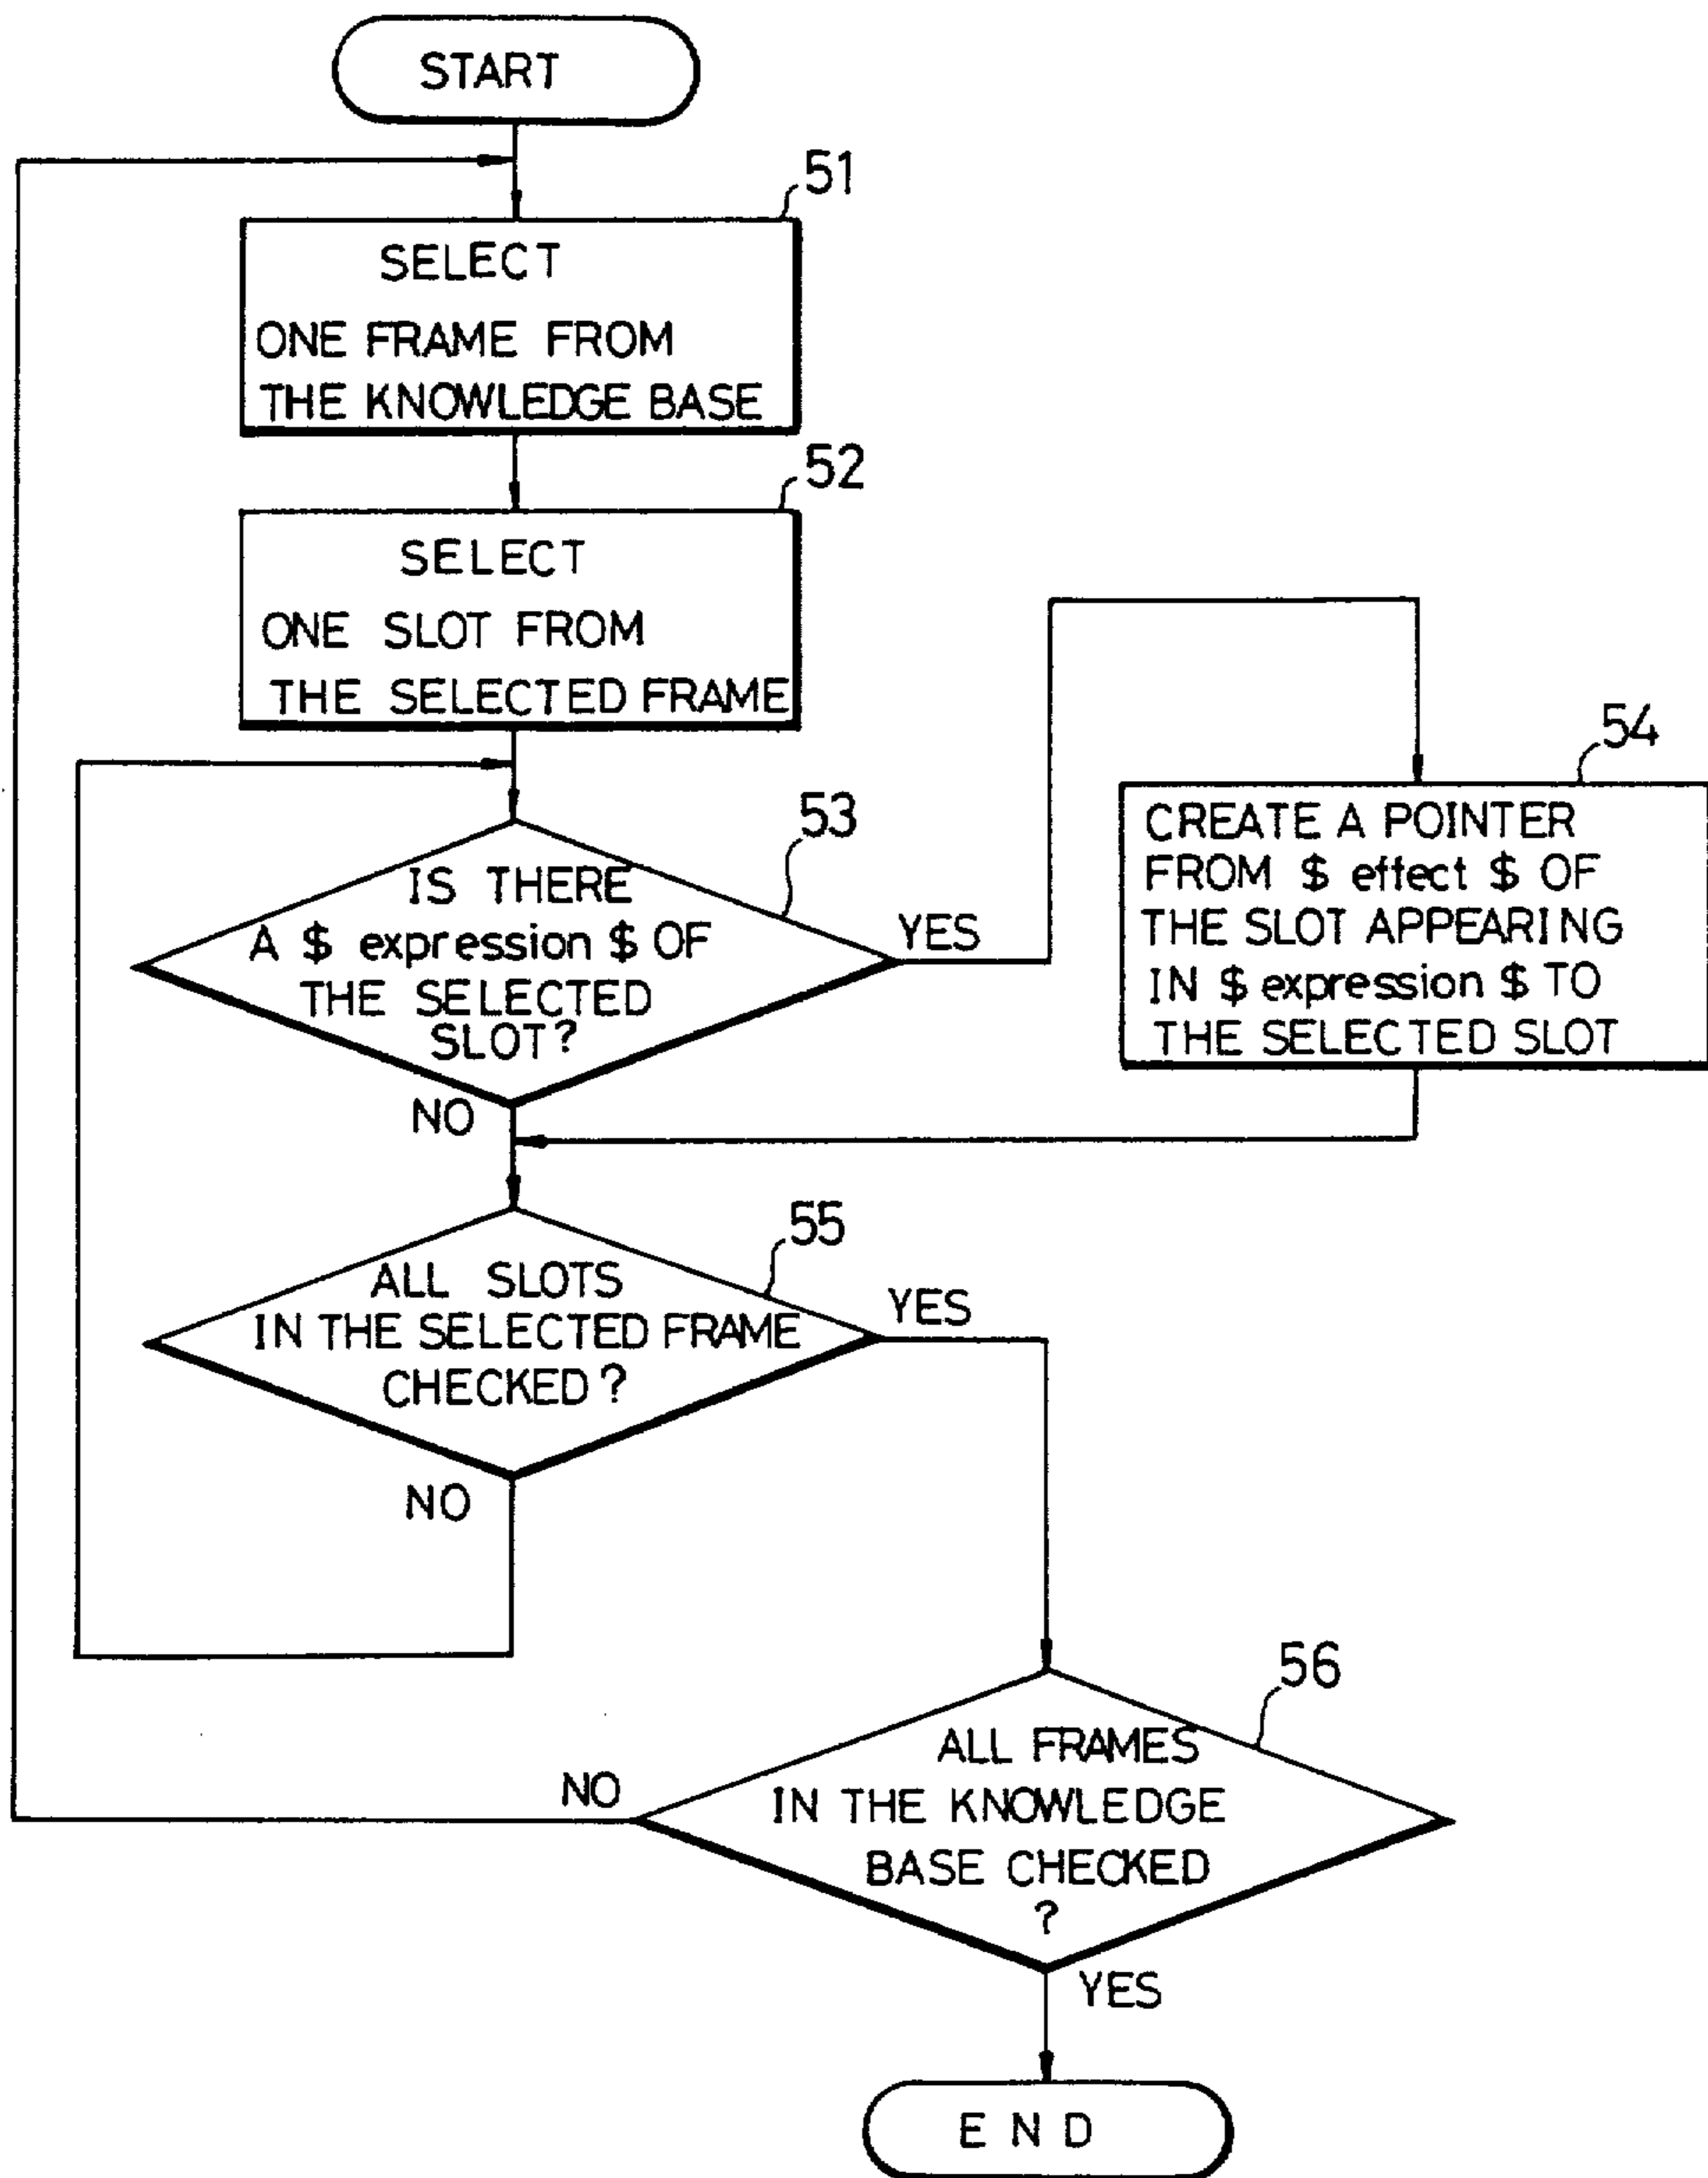 START
51
SELECT
ONE FRAME FROM
THE KNOWLEDGE BASE
52
SELECT
ONE SLOT FROM
THE SELECTED FRAME
53
IS THERE
A $ expression $ OF
THE SELECTED
SLOT?
YES
NO
54
CREATE A POINTER
FROM $ effect $ OF
THE SLOT APPEARING
IN $ expression $ TO
THE SELECTED SLOT
55
ALL SLOTS
IN THE SELECTED FRAME
CHECKED?
YES
NO
56
ALL FRAMES
IN THE KNOWLEDGE
BASE CHECKED
?
NO
YES
END